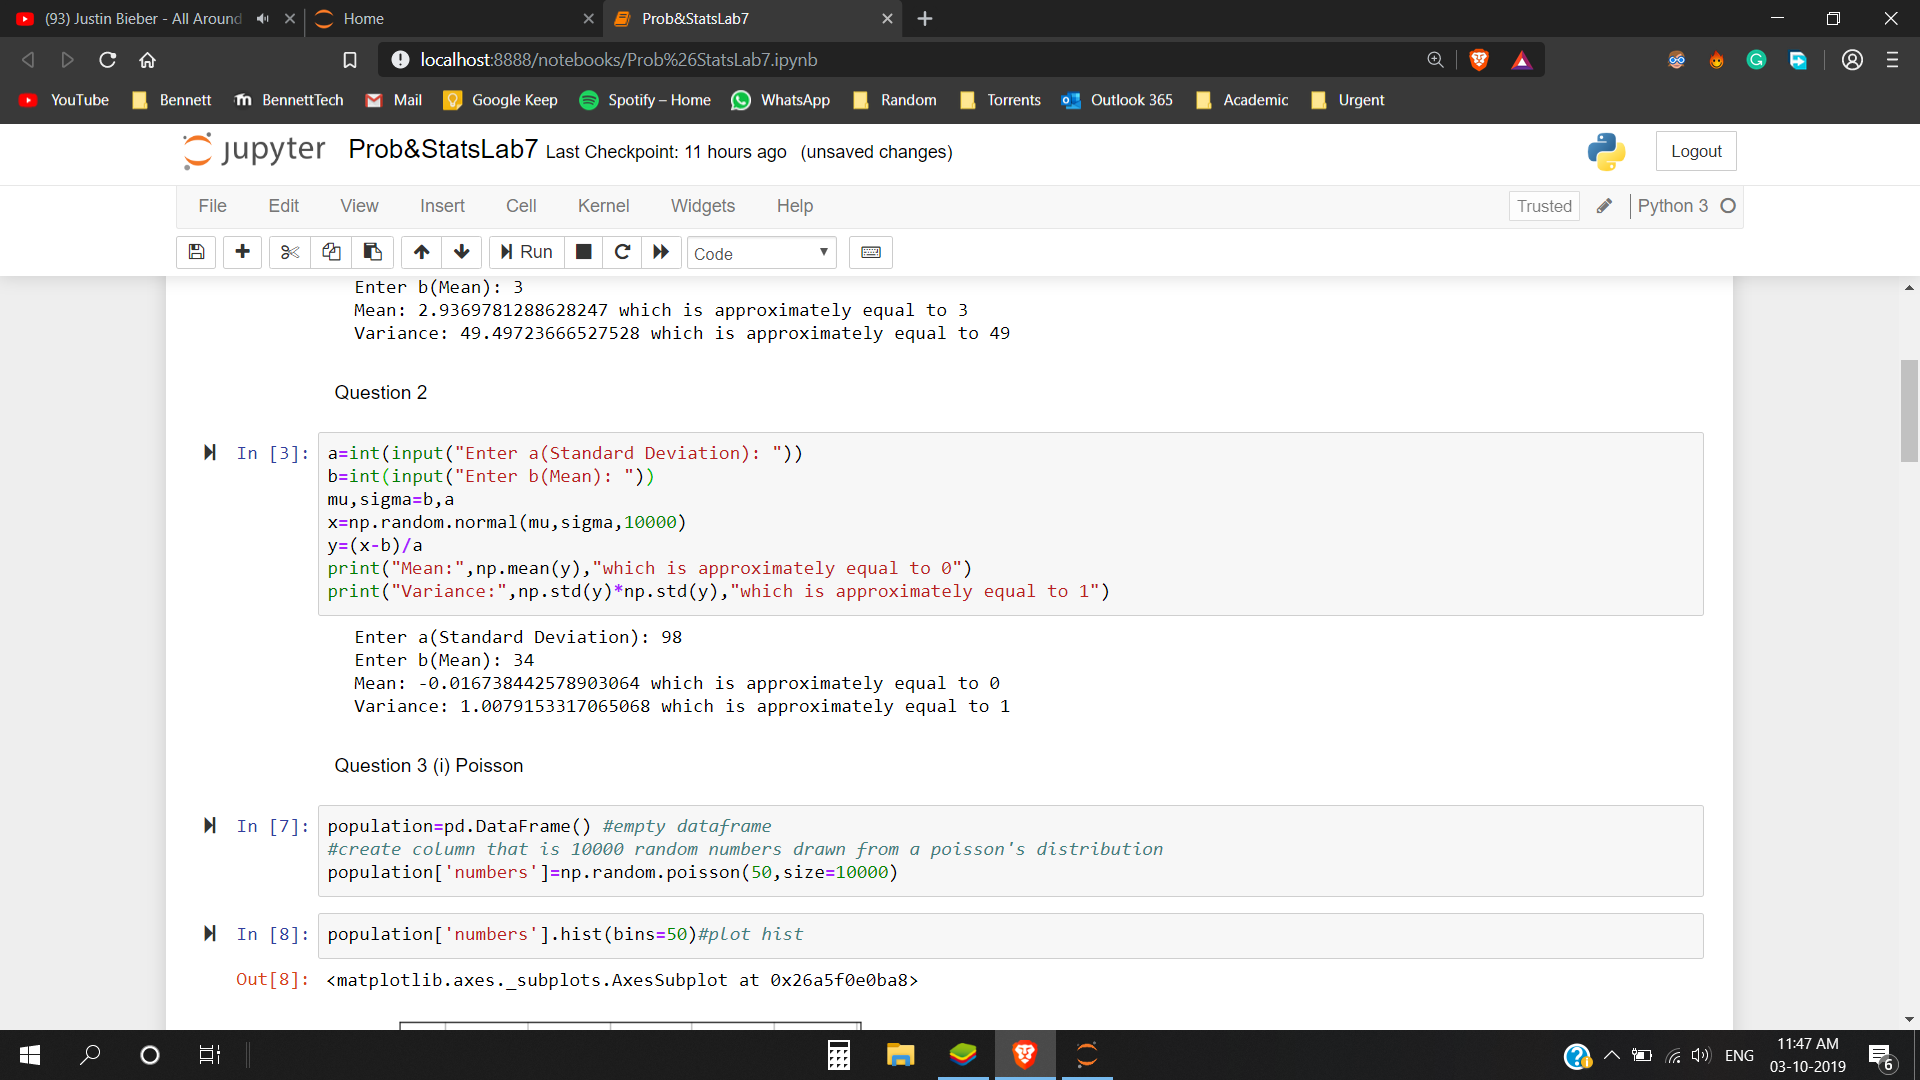 (93) Justin Bieber - All Around
Home
Prob&StatsLab7
localhost:8888/notebooks/Prob%26StatsLab7.ipynb
YouTube Bennett BennettTech Mail Google Keep Spotify – Home WhatsApp Random Torrents Outlook 365 Academic Urgent
jupyter Prob&StatsLab7 Last Checkpoint: 11 hours ago (unsaved changes) Logout
File Edit View Insert Cell Kernel Widgets Help Trusted Python 3
Run Code
Enter b(Mean): 3
Mean: 2.9369781288628247 which is approximately equal to 3
Variance: 49.49723666527528 which is approximately equal to 49
Question 2
In [3]: a=int(input("Enter a(Standard Deviation): "))
b=int(input("Enter b(Mean): "))
mu,sigma=b,a
x=np.random.normal(mu,sigma,10000)
y=(x-b)/a
print("Mean:",np.mean(y),"which is approximately equal to 0")
print("Variance:",np.std(y)*np.std(y),"which is approximately equal to 1")
Enter a(Standard Deviation): 98
Enter b(Mean): 34
Mean: -0.016738442578903064 which is approximately equal to 0
Variance: 1.0079153317065068 which is approximately equal to 1
Question 3 (i) Poisson
In [7]: population=pd.DataFrame() #empty dataframe
#create column that is 10000 random numbers drawn from a poisson's distribution
population['numbers']=np.random.poisson(50,size=10000)
In [8]: population['numbers'].hist(bins=50)#plot hist
Out[8]: <matplotlib.axes._subplots.AxesSubplot at 0x26a5f0e0ba8>
ENG
11:47 AM
03-10-2019
6